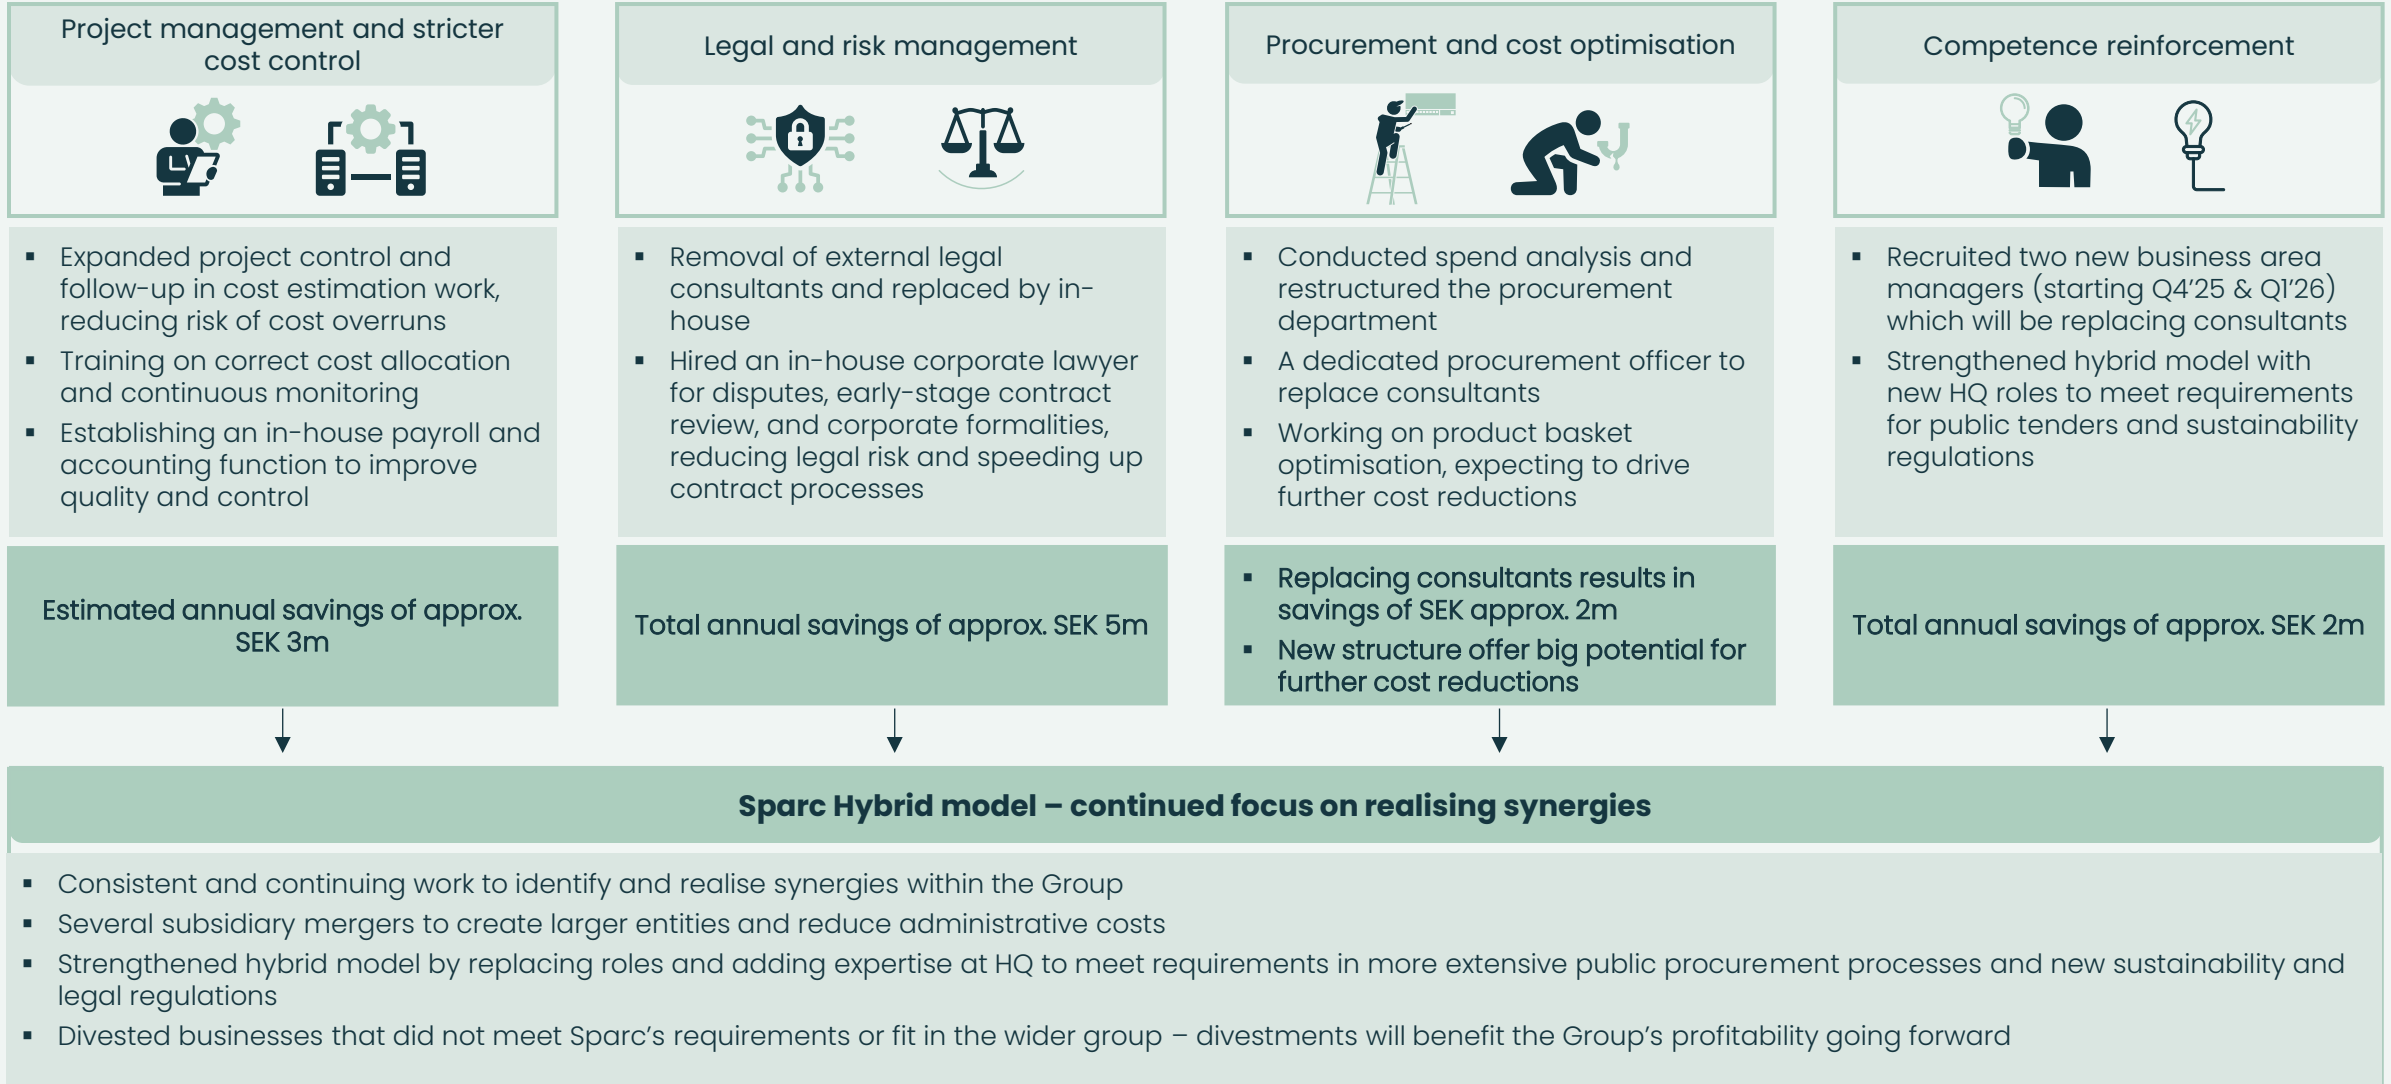 Project management and stricter
cost control
▪ Expanded project control and
follow-up in cost estimation work,
reducing risk of cost overruns
▪ Training on correct cost allocation
and continuous monitoring
▪ Establishing an in-house payroll and
accounting function to improve
quality and control
Estimated annual savings of approx.
SEK 3m
Legal and risk management
▪ Removal of external legal
consultants and replaced by in-
house
▪ Hired an in-house corporate lawyer
for disputes, early-stage contract
review, and corporate formalities,
reducing legal risk and speeding up
contract processes
Total annual savings of approx. SEK 5m
Procurement and cost optimisation
▪ Conducted spend analysis and
restructured the procurement
department
▪ A dedicated procurement officer to
replace consultants
▪ Working on product basket
optimisation, expecting to drive
further cost reductions
▪ Replacing consultants results in
savings of SEK approx. 2m
▪ New structure offer big potential for
further cost reductions
Competence reinforcement
▪ Recruited two new business area
managers (starting Q4’25 & Q1’26)
which will be replacing consultants
▪ Strengthened hybrid model with
new HQ roles to meet requirements
for public tenders and sustainability
regulations
Total annual savings of approx. SEK 2m
Sparc Hybrid model – continued focus on realising synergies
▪ Consistent and continuing work to identify and realise synergies within the Group
▪ Several subsidiary mergers to create larger entities and reduce administrative costs
▪ Strengthened hybrid model by replacing roles and adding expertise at HQ to meet requirements in more extensive public procurement processes and new sustainability and
legal regulations
▪ Divested businesses that did not meet Sparc’s requirements or fit in the wider group – divestments will benefit the Group’s profitability going forward